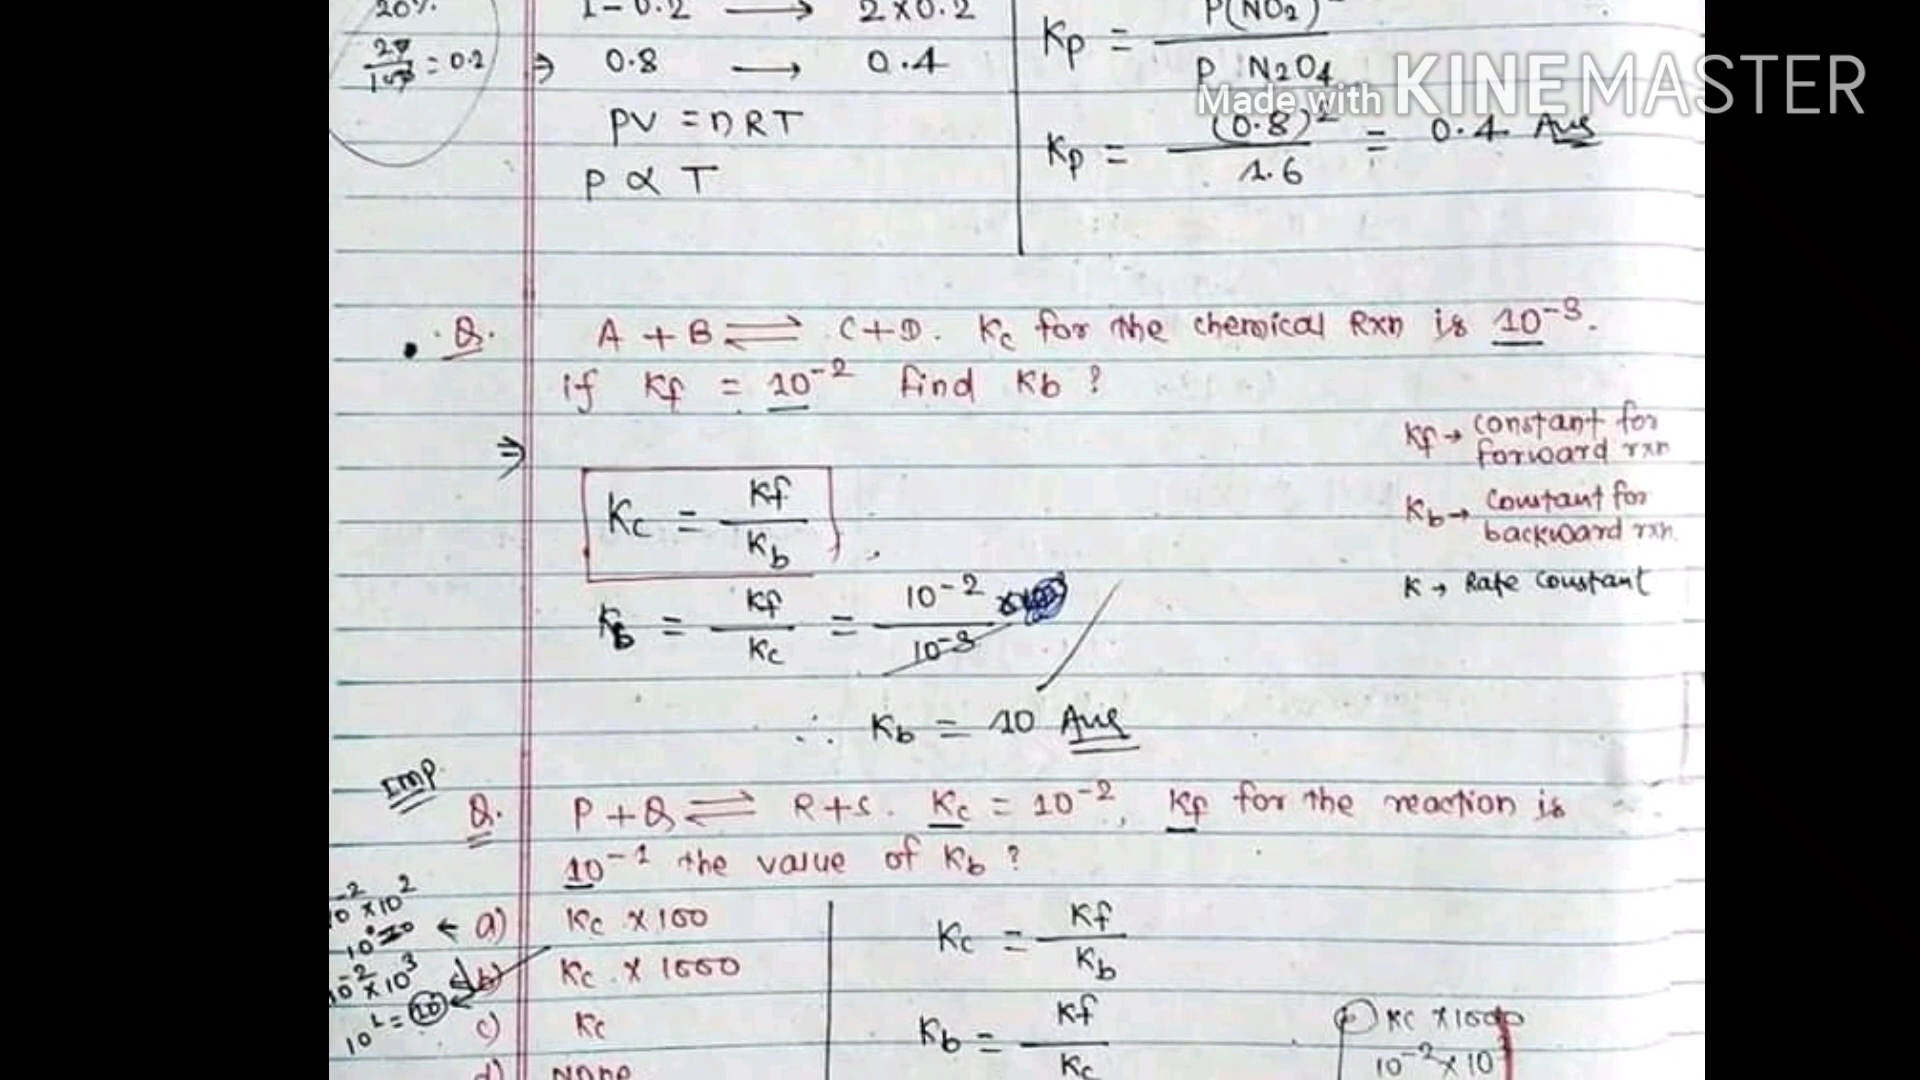 20%
1-0.2 ⟶ 2×0.2
Kp = P(NO2)² / P N2O4
= 0.2
⇒ 0.8 ⟶ 0.4
Made with KINEMASTER
PV = nRT
Kp = (0.8)² / 1.6 = 0.4 Ans
P ∝ T
Q. A + B ⇌ C + D. Kc for the chemical Rxn is 10⁻³.
if Kf = 10⁻² find Kb ?
Kf → constant for
forward rxn
⇒
Kc = Kf / Kb
Kb → constant for
backward rxn
K → Rate constant
Kb = Kf / Kc = 10⁻² / 10⁻³
∴ Kb = 10 Ans
Imp.
Q. P + Q ⇌ R + S. Kc = 10⁻², Kf for the reaction is
10⁻¹ the value of Kb ?
10⁻² × 10²
a) Kc × 100
Kc = Kf / Kb
10⁻² × 10³
b) Kc × 1000
10¹ = 10
c) Kc
Kb = Kf / Kc
Kc × 1000
10⁻² × 10³
d) None